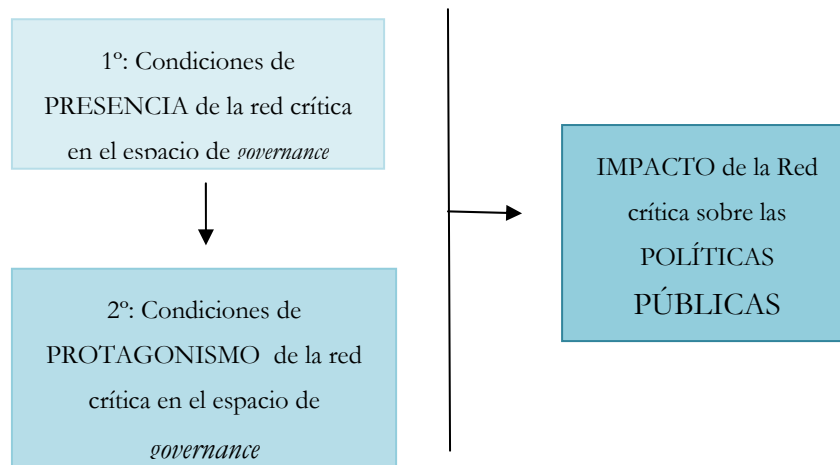 1º: Condiciones de
PRESENCIA de la red crítica
en el espacio de governance
2º: Condiciones de
PROTAGONISMO de la red
crítica en el espacio de
governance
IMPACTO de la Red
crítica sobre las
POLÍTICAS
PÚBLICAS